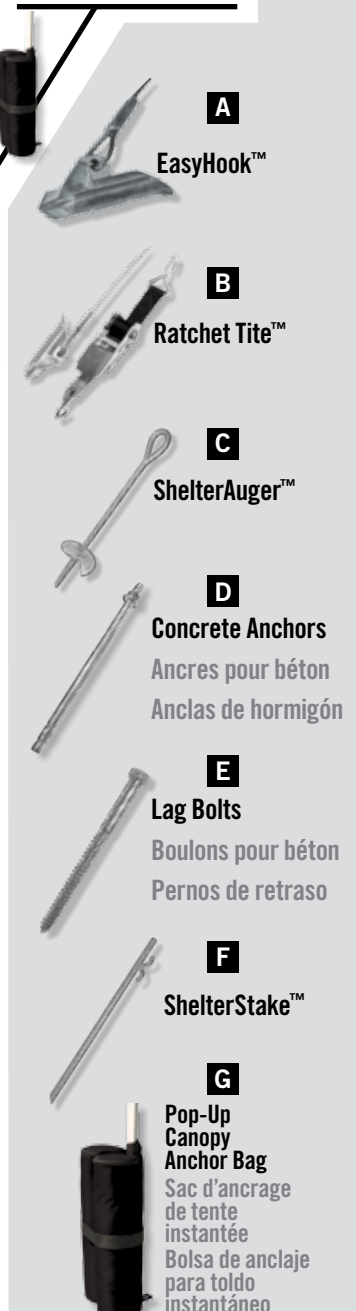 A
EasyHook™
B
Ratchet Tite™
C
ShelterAuger™
D
Concrete Anchors
Ancres pour béton
Anclas de hormigón
E
Lag Bolts
Boulons pour béton
Pernos de retraso
F
ShelterStake™
G
Pop-Up
Canopy
Anchor Bag
Sac d'ancrage
de tente
instantée
Bolsa de anclaje
para toldo
instantáneo